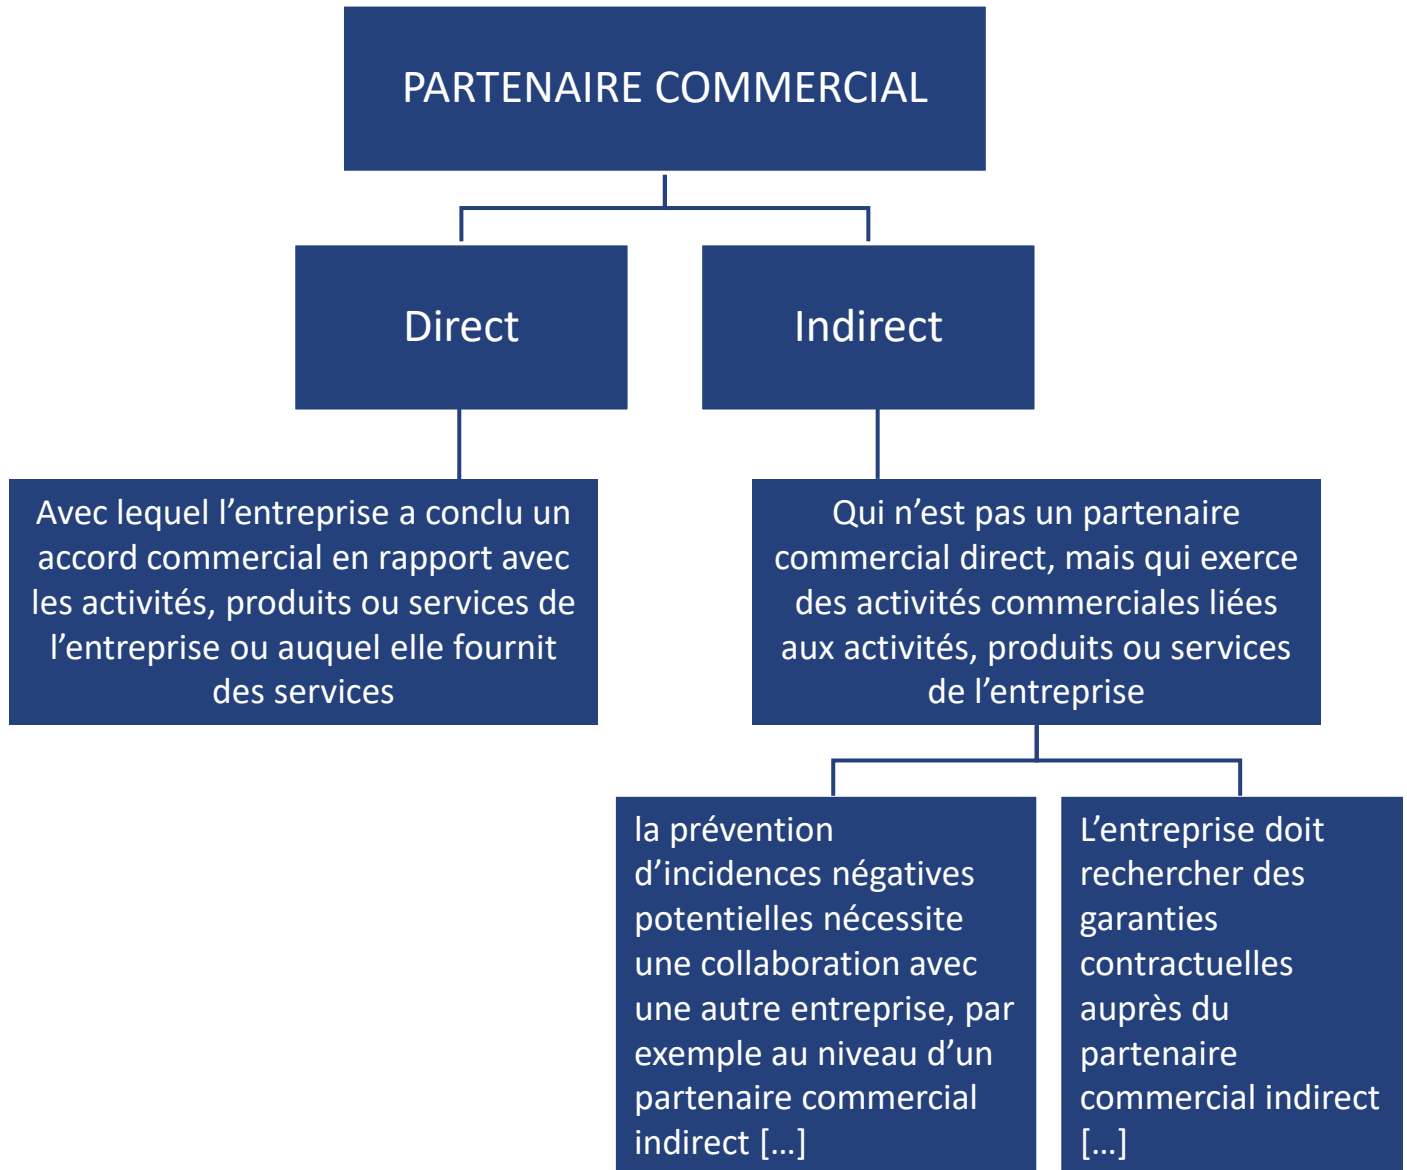 PARTENAIRE COMMERCIAL
Direct
Indirect
Avec lequel l’entreprise a conclu un
accord commercial en rapport avec
les activités, produits ou services de
l’entreprise ou auquel elle fournit
des services
Qui n’est pas un partenaire
commercial direct, mais qui exerce
des activités commerciales liées
aux activités, produits ou services
de l’entreprise
la prévention
d’incidences négatives
potentielles nécessite
une collaboration avec
une autre entreprise, par
exemple au niveau d’un
partenaire commercial
indirect […]
L’entreprise doit
rechercher des
garanties
contractuelles
auprès du
partenaire
commercial indirect
[…]